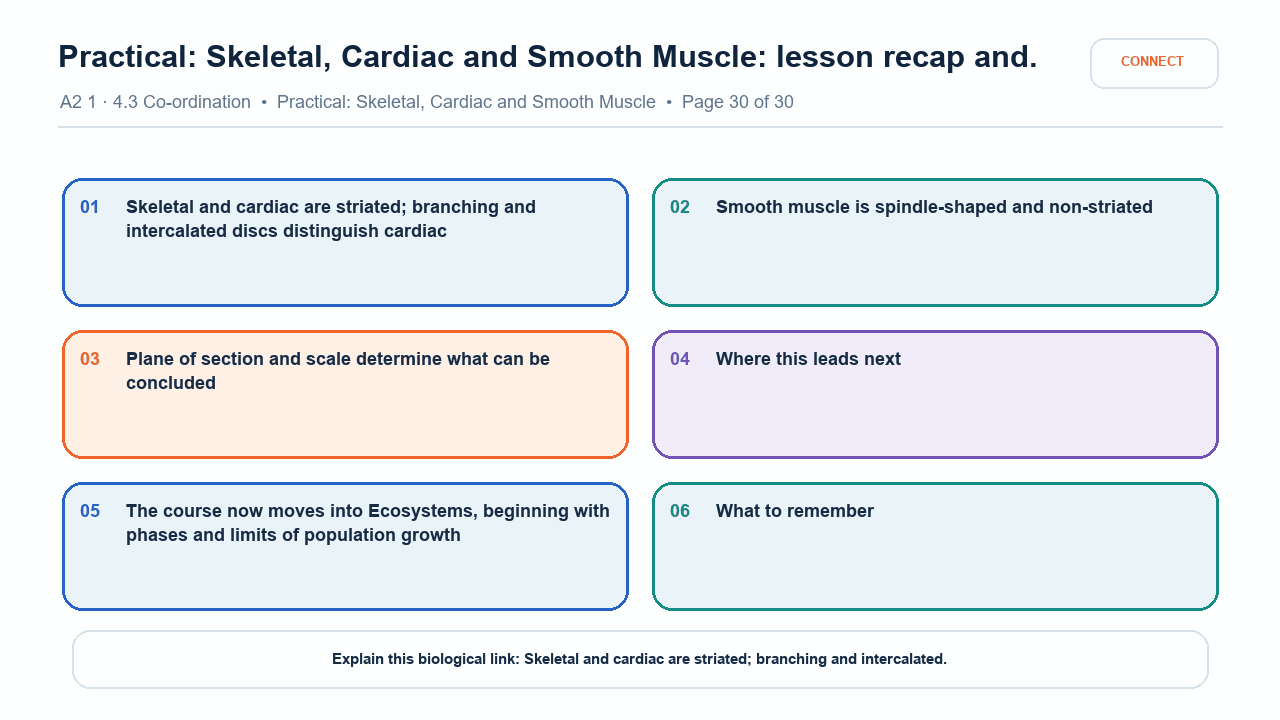 Practical: Skeletal, Cardiac and Smooth Muscle: lesson recap and.
CONNECT
A2 1 · 4.3 Co-ordination • Practical: Skeletal, Cardiac and Smooth Muscle • Page 30 of 30
01 Skeletal and cardiac are striated; branching and
intercalated discs distinguish cardiac
02 Smooth muscle is spindle-shaped and non-striated
03 Plane of section and scale determine what can be
concluded
04 Where this leads next
05 The course now moves into Ecosystems, beginning with
phases and limits of population growth
06 What to remember
Explain this biological link: Skeletal and cardiac are striated; branching and intercalated.